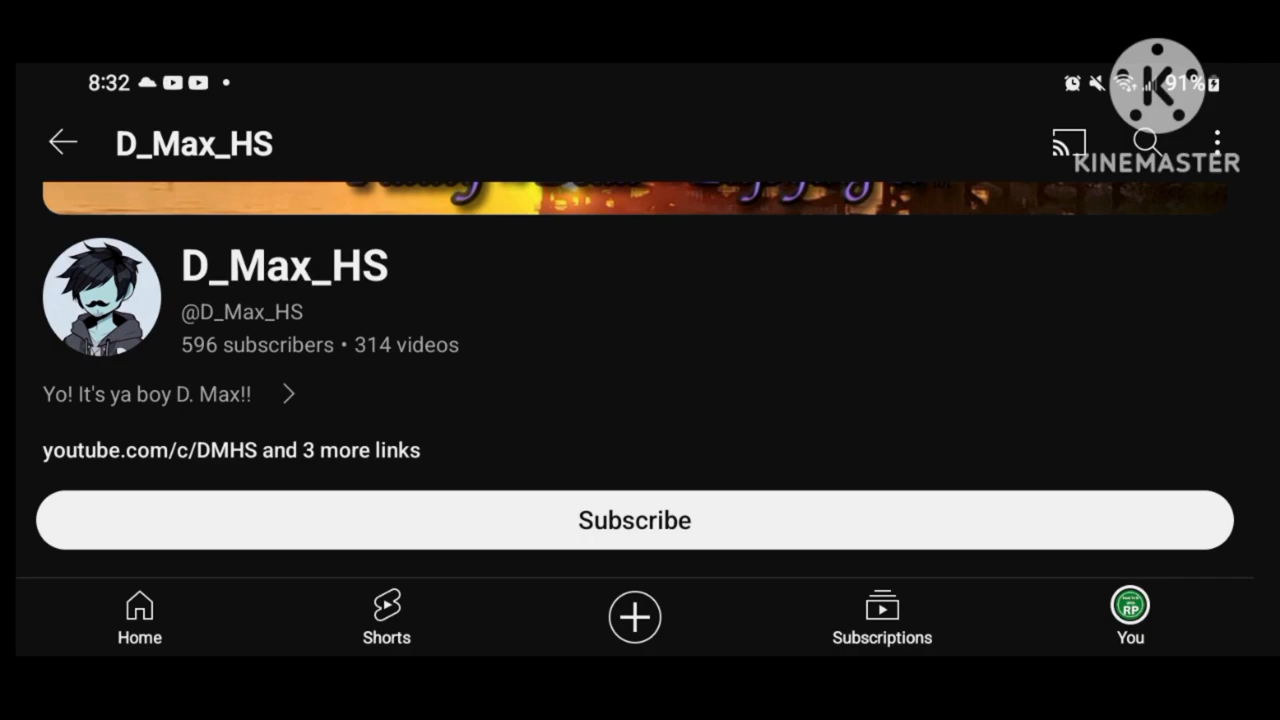 8:32
91%
D_Max_HS
KINEMASTER
D_Max_HS
@D_Max_HS
596 subscribers • 314 videos
Yo! It's ya boy D. Max!!
youtube.com/c/DMHS and 3 more links
Subscribe
Home
Shorts
Subscriptions
RP
You